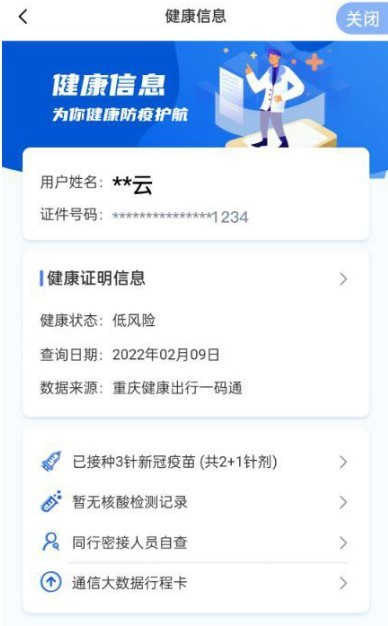 健康信息
关闭
健康信息
为你健康防疫护航
用户姓名：**云
证件号码：***************1234
健康证明信息
健康状态：低风险
查询日期：2022年02月09日
数据来源：重庆健康出行一码通
已接种3针新冠疫苗 (共2+1针剂)
暂无核酸检测记录
同行密接人员自查
通信大数据行程卡